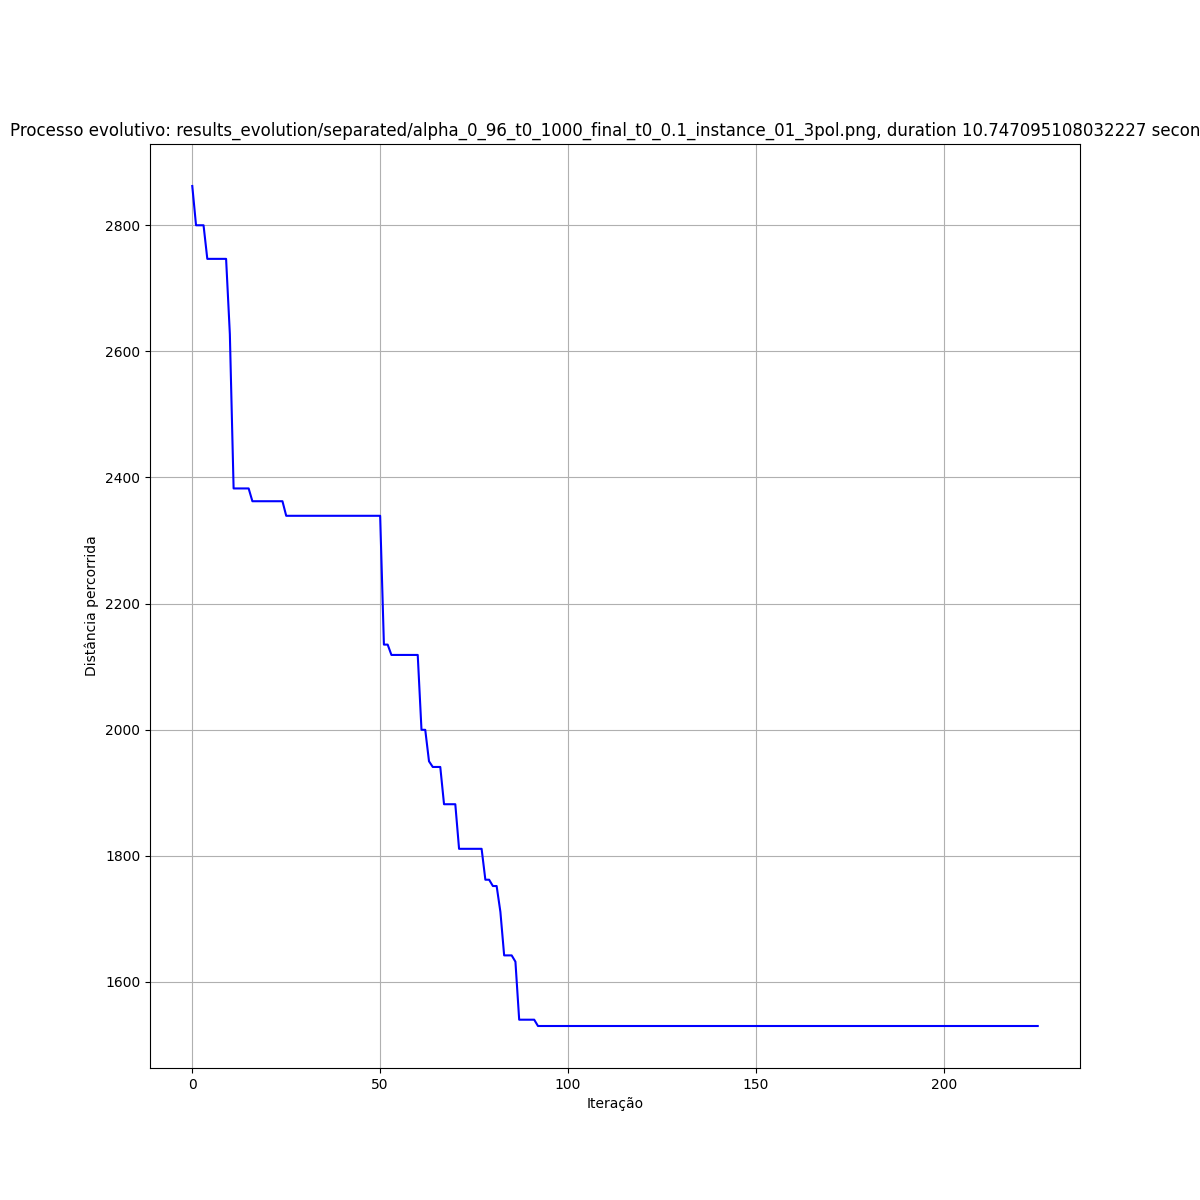 Processo evolutivo: results_evolution/separated/alpha_0_96_t0_1000_final_t0_0.1_instance_01_3pol.png, duration 10.747095108032227 secon
2800
2600
2400
2200
2000
1800
1600
Distância percorrida
0 50 100 150 200
Iteração